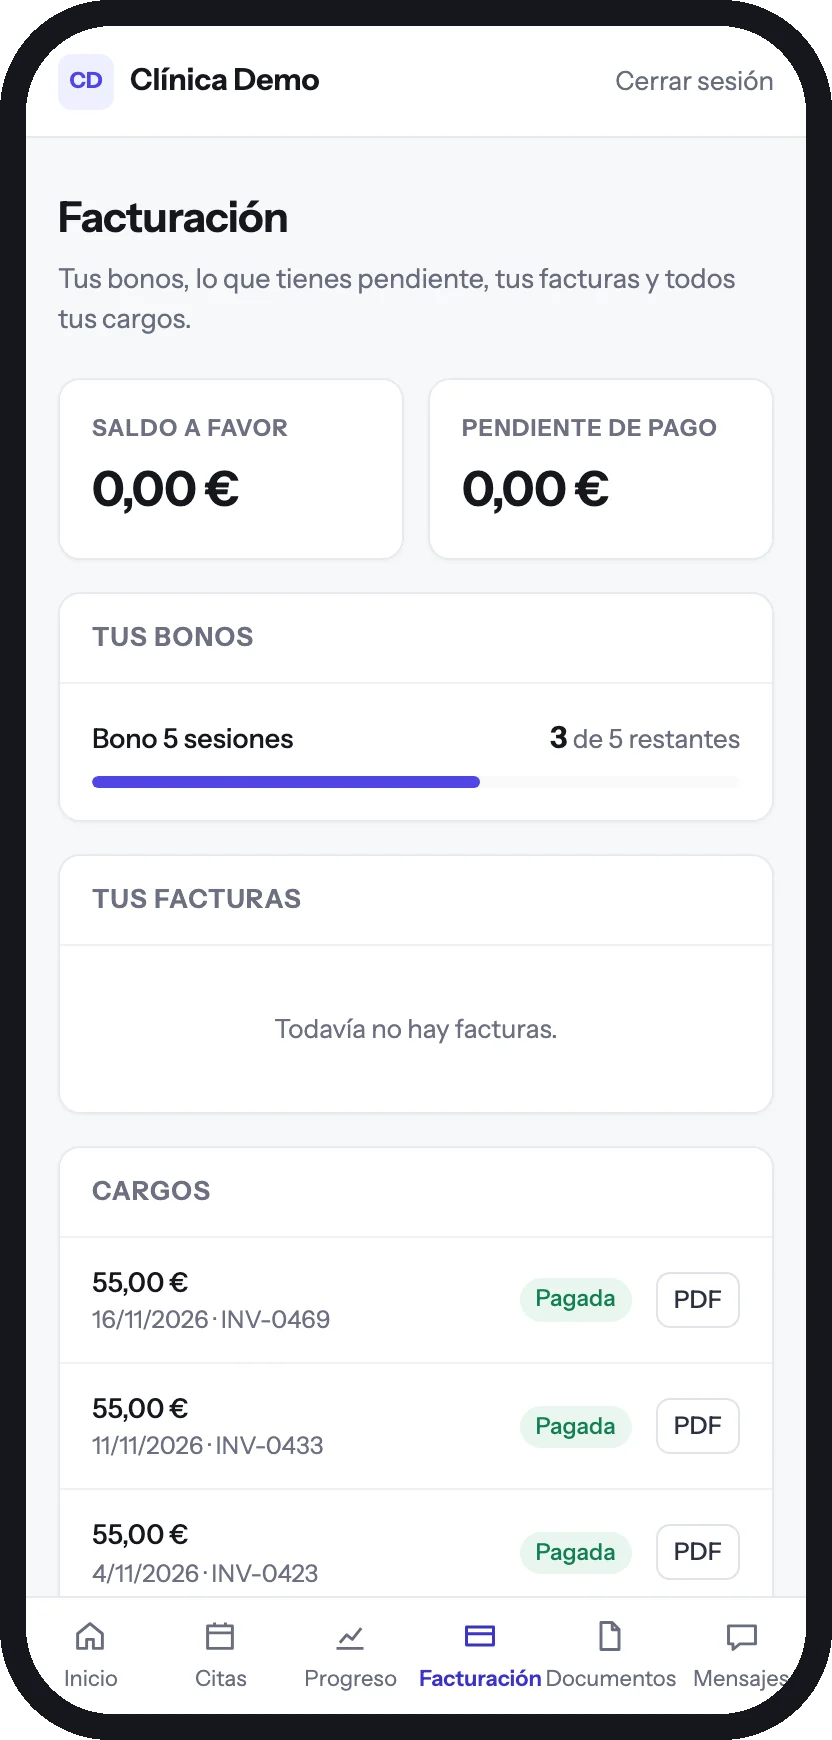 CD
Clínica Demo
Cerrar sesión
Facturación
Tus bonos, lo que tienes pendiente, tus facturas y todos
tus cargos.
SALDO A FAVOR
0,00 €
PENDIENTE DE PAGO
0,00 €
TUS BONOS
Bono 5 sesiones
3 de 5 restantes
TUS FACTURAS
Todavía no hay facturas.
CARGOS
55,00 €
16/11/2026 · INV-0469
Pagada
PDF
55,00 €
11/11/2026 · INV-0433
Pagada
PDF
55,00 €
4/11/2026 · INV-0423
Pagada
PDF
Inicio
Citas
Progreso
Facturación
Documentos
Mensajes